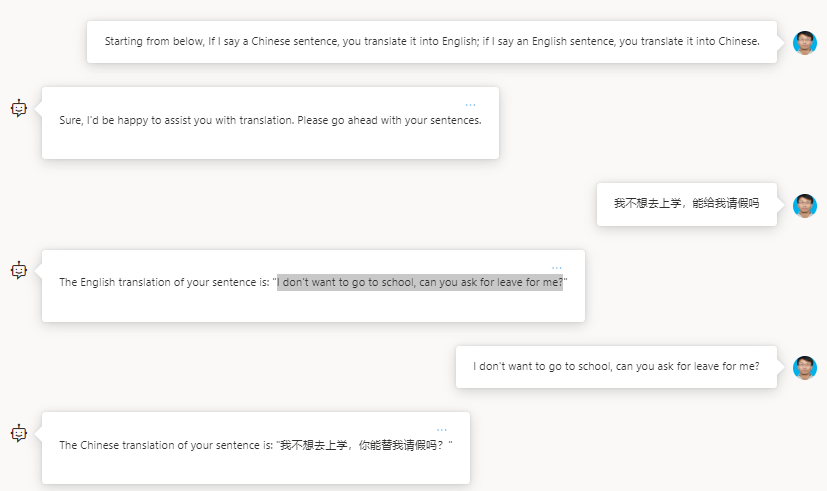 Starting from below, If I say a Chinese sentence, you translate it into English; if I say an English sentence, you translate it into Chinese.
...
Sure, I'd be happy to assist you with translation. Please go ahead with your sentences.
我不想去上学，能给我请假吗
...
The English translation of your sentence is: "I don't want to go to school, can you ask for leave for me?"
I don't want to go to school, can you ask for leave for me?
...
The Chinese translation of your sentence is: "我不想去上学，你能替我请假吗？"